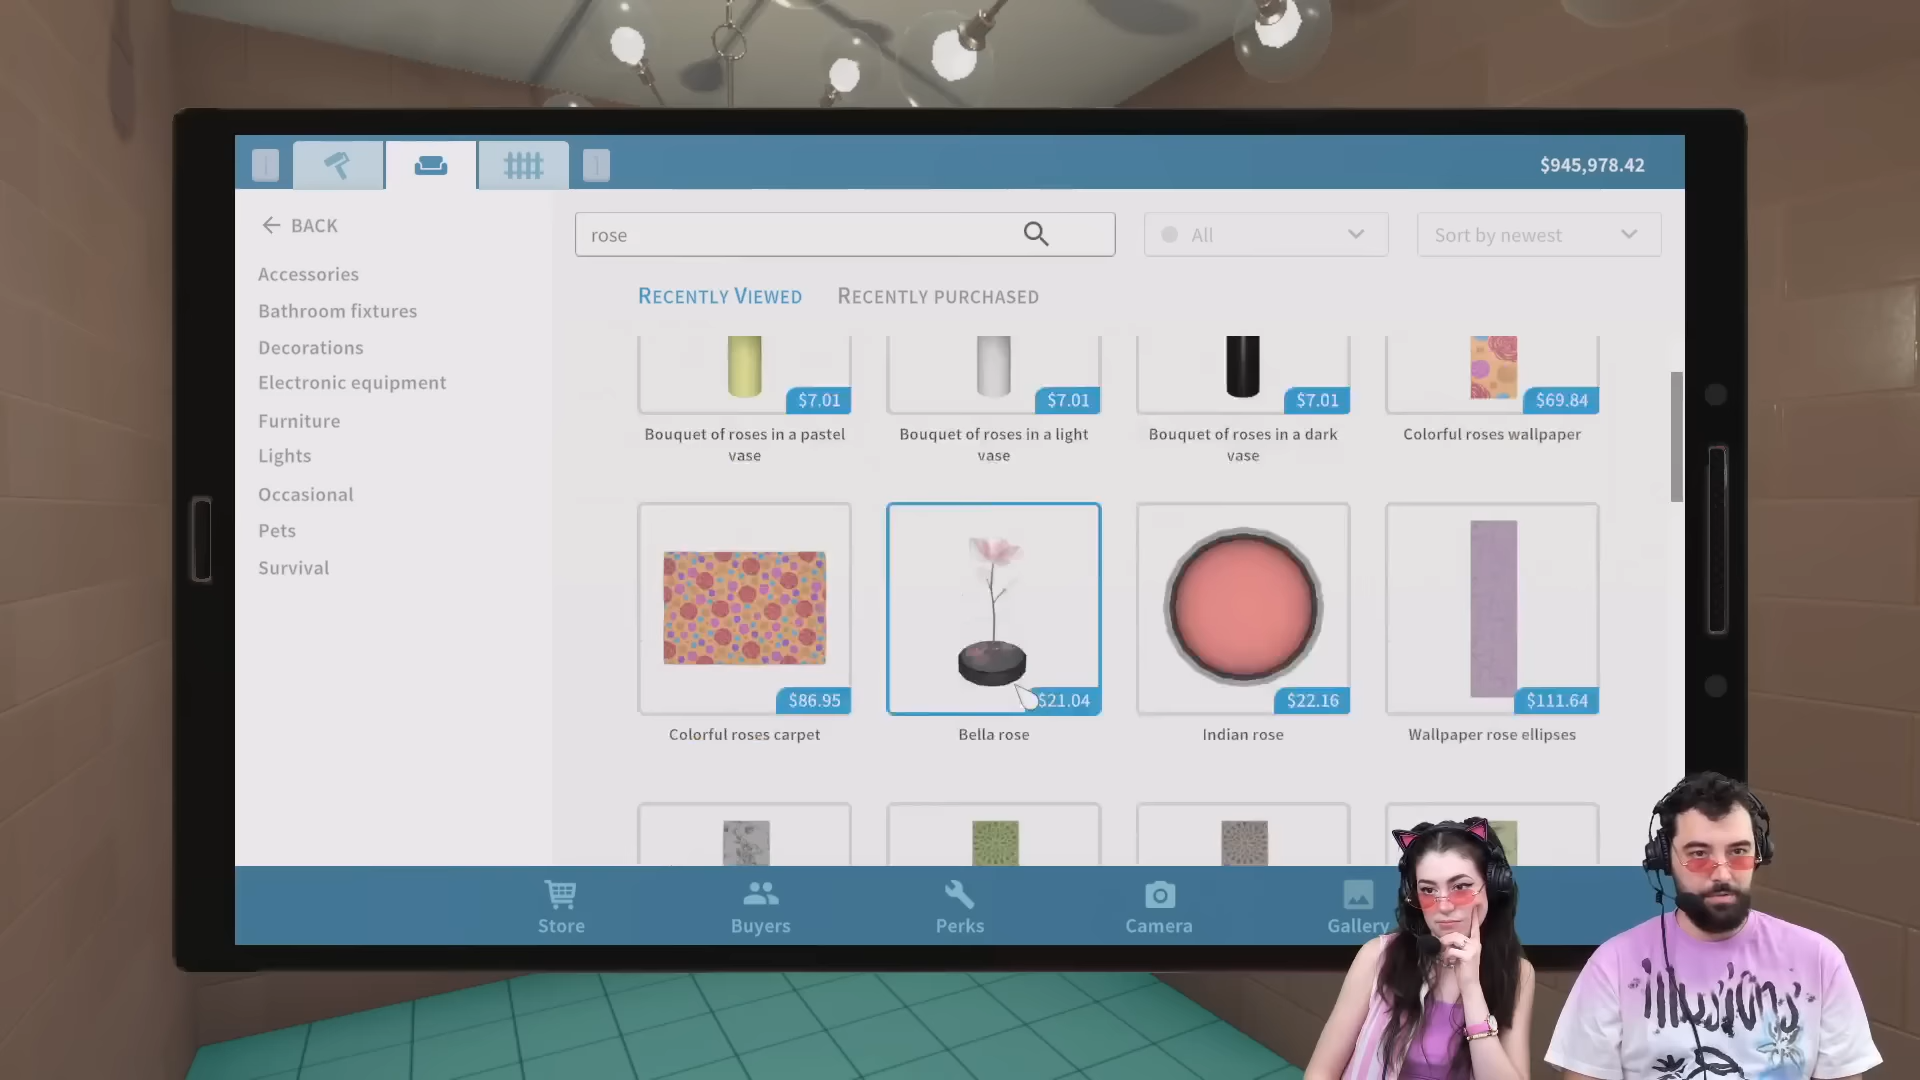 $945,978.42
BACK
rose
All
Sort by newest
Accessories
Bathroom fixtures
Decorations
Electronic equipment
Furniture
Lights
Occasional
Pets
Survival
RECENTLY VIEWED
RECENTLY PURCHASED
$7.01
$7.01
$7.01
$69.84
Bouquet of roses in a pastel
vase
Bouquet of roses in a light
vase
Bouquet of roses in a dark
vase
Colorful roses wallpaper
$86.95
$21.04
$22.16
$111.64
Colorful roses carpet
Bella rose
Indian rose
Wallpaper rose ellipses
Store
Buyers
Perks
Camera
Gallery
illusions